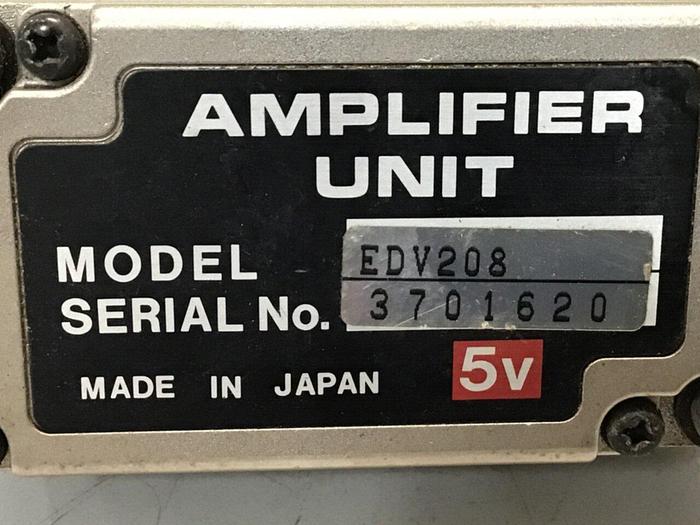 AMPLIFIER
UNIT
MODEL EDV208
SERIAL No. 3701620
MADE IN JAPAN 5v